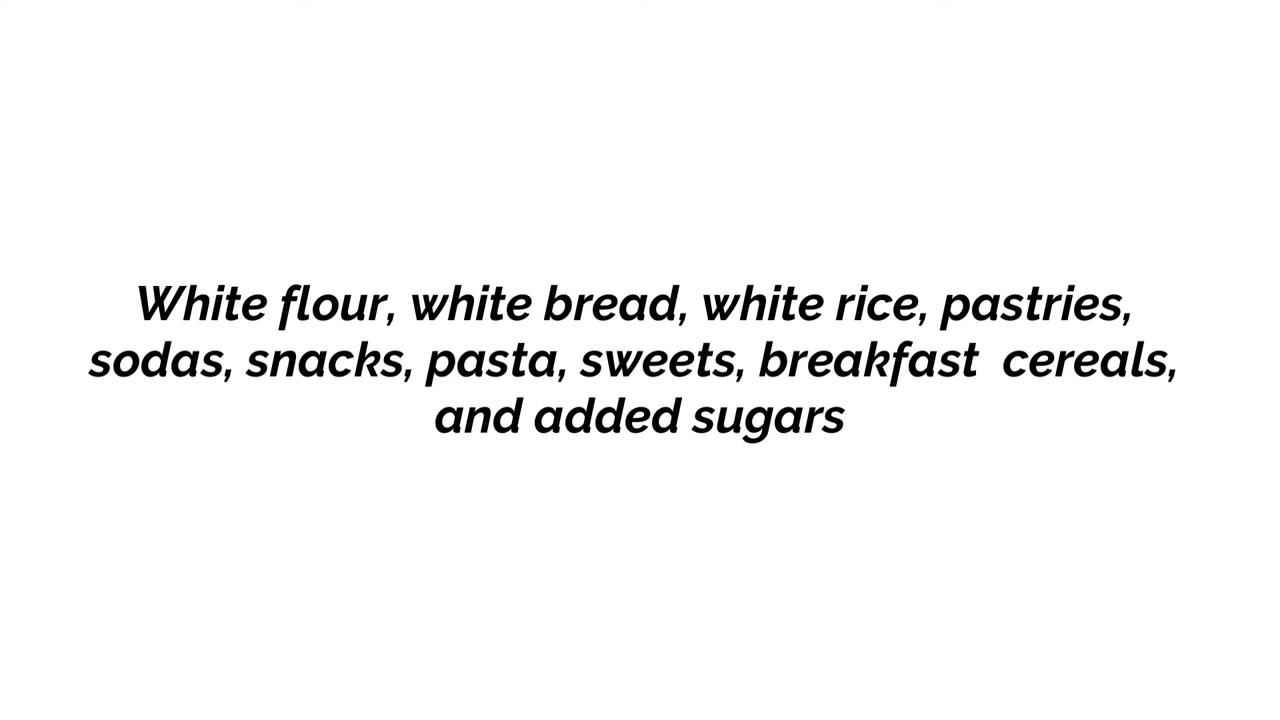 White flour, white bread, white rice, pastries,
sodas, snacks, pasta, sweets, breakfast  cereals,
and added sugars